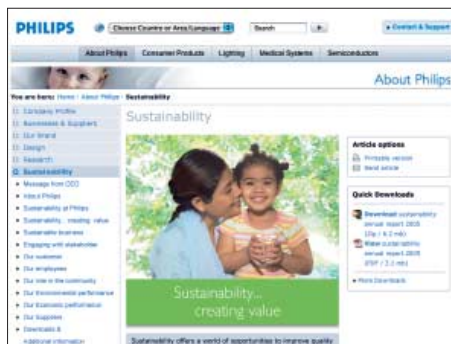 PHILIPS
Choose Country or Area/Language
Search
Contact & Support
About Philips
Consumer Products
Lighting
Medical Systems
Semiconductors
About Philips
You are here: Home / About Philips / Sustainability
Company Profile
Businesses & Suppliers
Our Brand
Design
Research
Sustainability
Message from CEO
About Philips
Sustainability at Philips
Sustainability... creating value
Sustainable business
Engaging with stakeholders
Our customers
Our employees
Our role in the community
Our Environmental performance
Our Economic performance
Our Suppliers
Downloads &
Additional information
Sustainability
Sustainability...
creating value
Sustainability offers a world of opportunities to improve quality
Article options
Printable version
Send article
Quick Downloads
Download sustainability
annual report 2005
View sustainability
annual report 2005
More Downloads